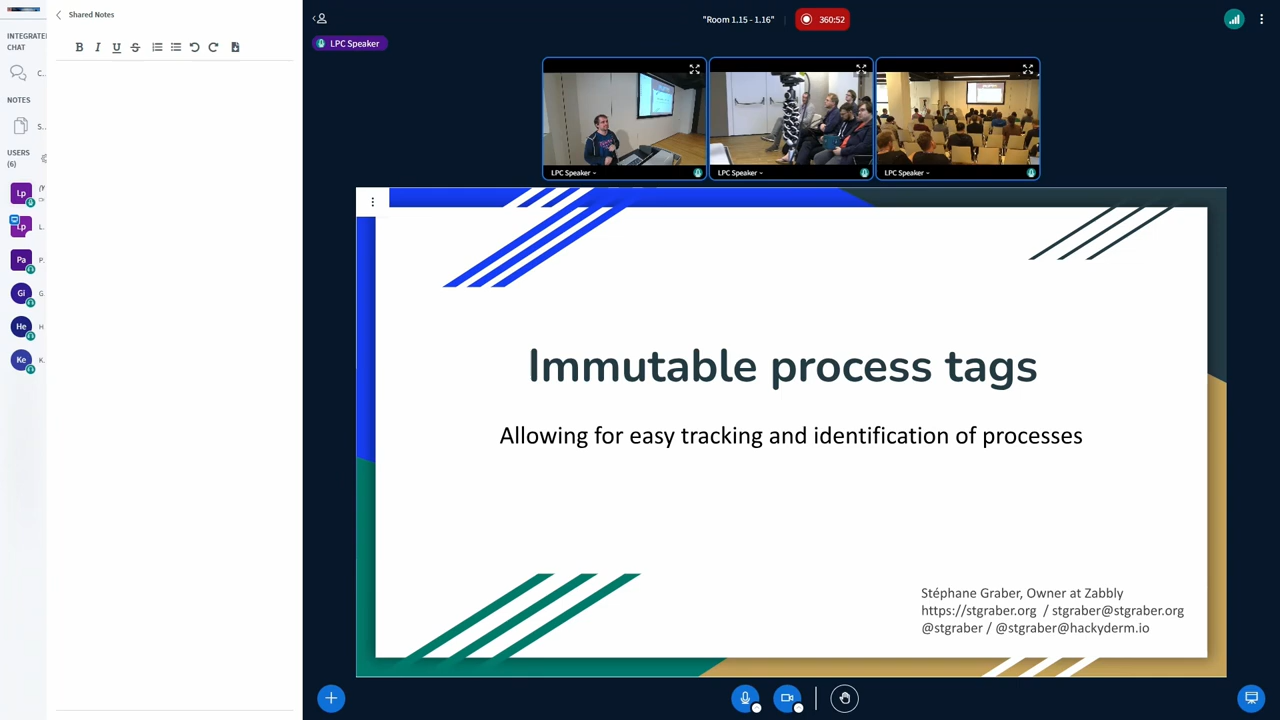 Shared Notes
INTEGRATE
CHAT
C..
NOTES
S..
USERS
(6)
Lp
Lp
L..
Pa
P.
Gi
G.
He
H
Ke
K.
"Room 1.15 - 1.16"
360:52
LPC Speaker
LPC Speaker
LPC Speaker
LPC Speaker
Immutable process tags
Allowing for easy tracking and identification of processes
Stéphane Graber, Owner at Zabbly
https://stgraber.org / stgraber@stgraber.org
@stgraber / @stgraber@hackyderm.io